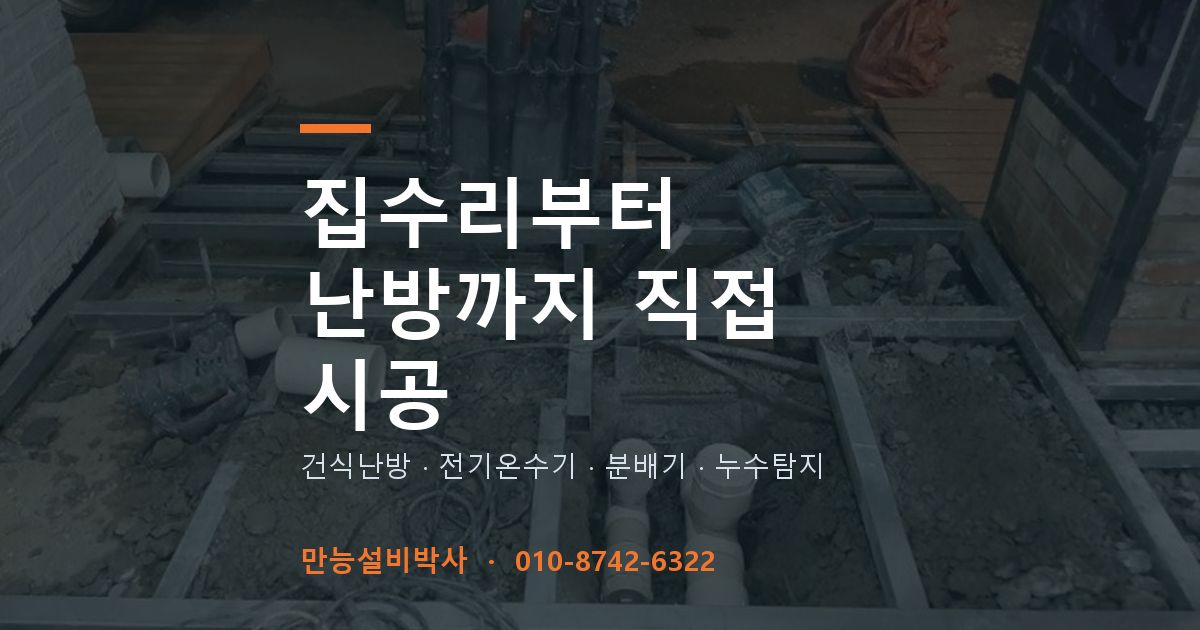 집수리부터
난방까지 직접
시공
건식난방 · 전기온수기 · 분배기 · 누수탐지
만능설비박사 · 010-8742-6322